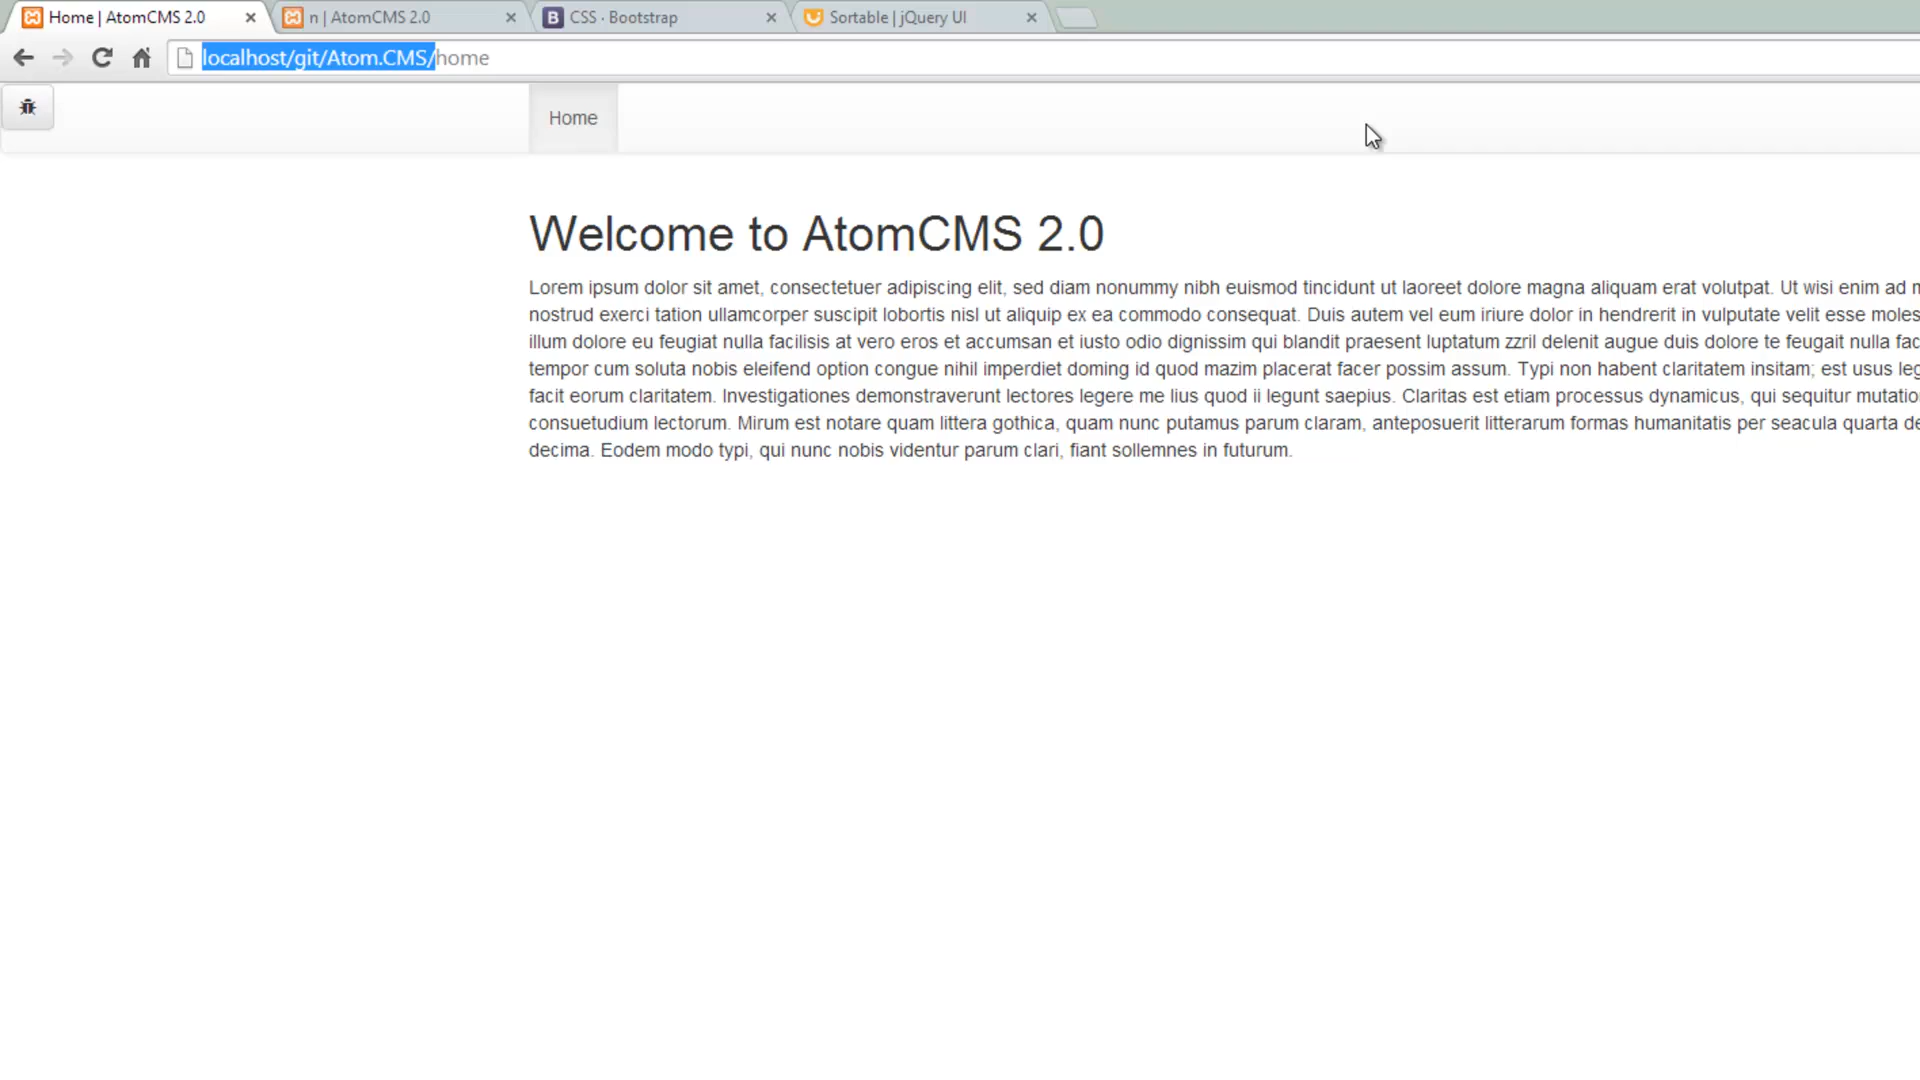 Home | AtomCMS 2.0
n | AtomCMS 2.0
CSS · Bootstrap
Sortable | jQuery UI
localhost/git/Atom.CMS/home
Home
Welcome to AtomCMS 2.0
Lorem ipsum dolor sit amet, consectetuer adipiscing elit, sed diam nonummy nibh euismod tincidunt ut laoreet dolore magna aliquam erat volutpat. Ut wisi enim ad
nostrud exerci tation ullamcorper suscipit lobortis nisl ut aliquip ex ea commodo consequat. Duis autem vel eum iriure dolor in hendrerit in vulputate velit esse
illum dolore eu feugiat nulla facilisis at vero eros et accumsan et iusto odio dignissim qui blandit praesent luptatum zzril delenit augue duis dolore te feugait nulla
tempor cum soluta nobis eleifend option congue nihil imperdiet doming id quod mazim placerat facer possim assum. Typi non habent claritatem insitam; est usus
facit eorum claritatem. Investigationes demonstraverunt lectores legere me lius quod ii legunt saepius. Claritas est etiam processus dynamicus, qui sequitur
consuetudium lectorum. Mirum est notare quam littera gothica, quam nunc putamus parum claram, anteposuerit litterarum formas humanitatis per seacula quarta
decima. Eodem modo typi, qui nunc nobis videntur parum clari, fiant sollemnes in futurum.